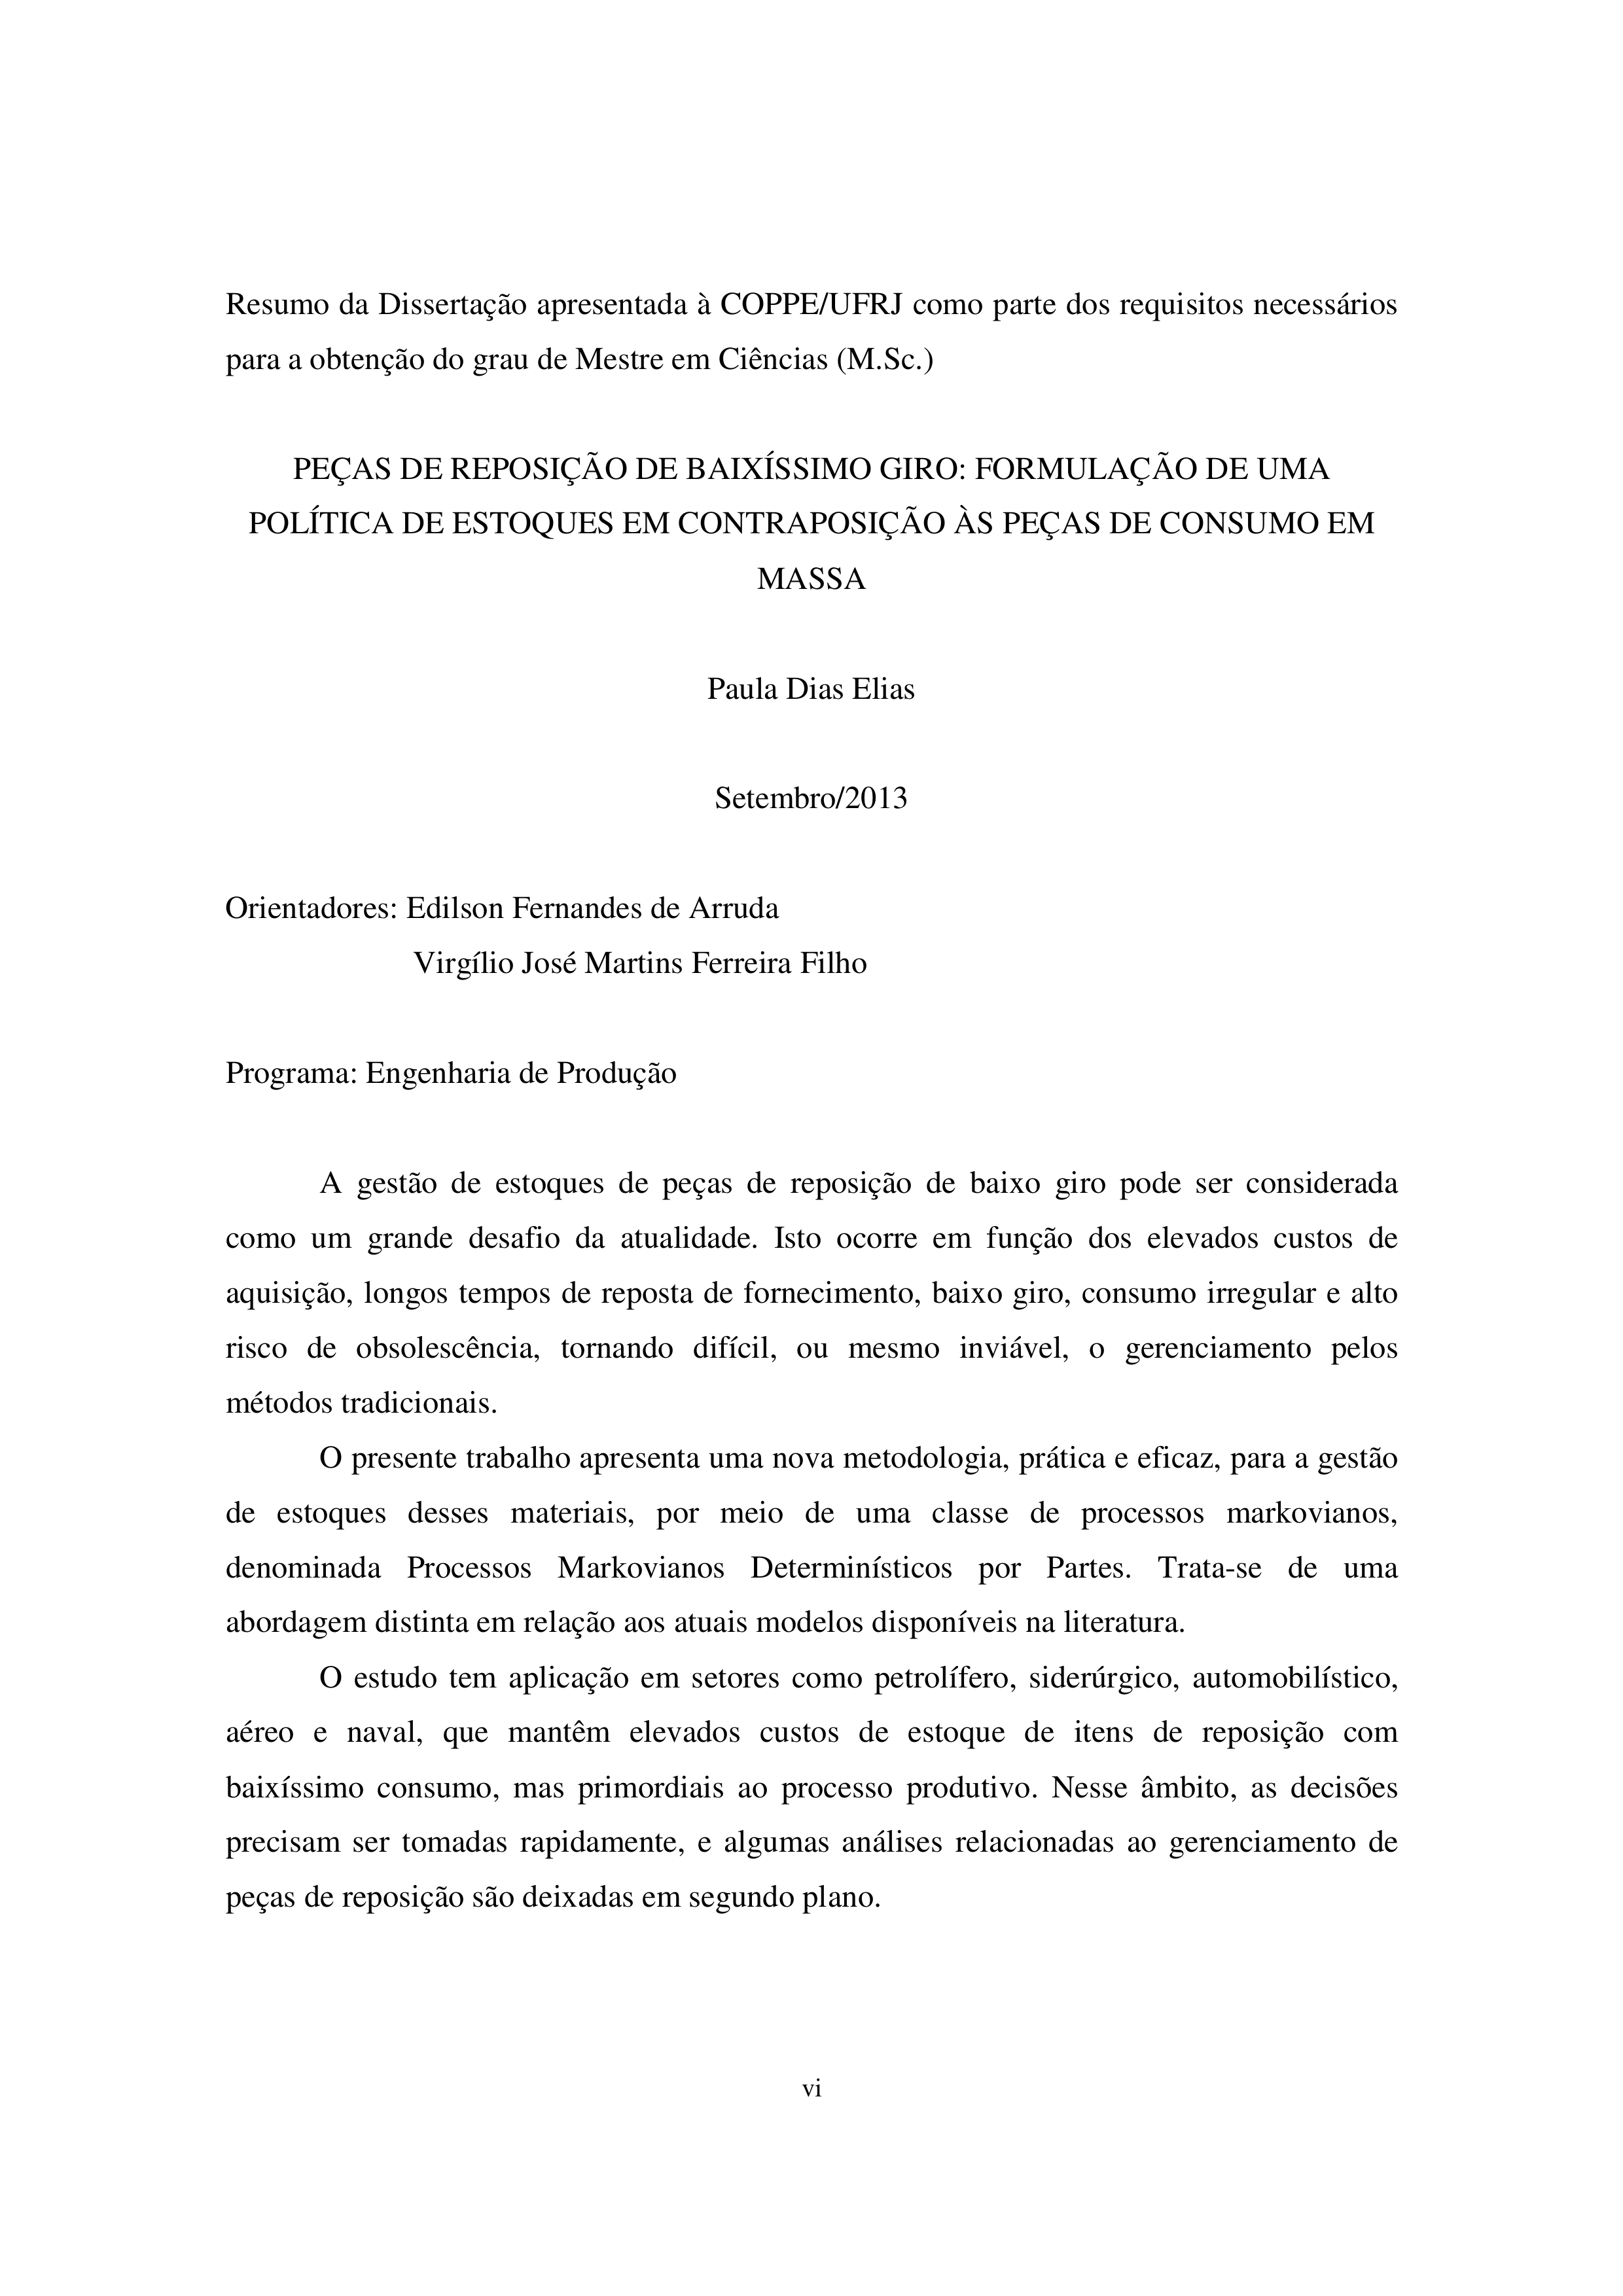 Resumo da Dissertação apresentada à COPPE/UFRJ como parte dos requisitos necessários
para a obtenção do grau de Mestre em Ciências (M.Sc.)
PEÇAS DE REPOSIÇÃO DE BAIXÍSSIMO GIRO: FORMULAÇÃO DE UMA
POLÍTICA DE ESTOQUES EM CONTRAPOSIÇÃO ÀS PEÇAS DE CONSUMO EM
MASSA
Paula Dias Elias
Setembro/2013
Orientadores: Edilson Fernandes de Arruda
Virgílio José Martins Ferreira Filho
Programa: Engenharia de Produção
A gestão de estoques de peças de reposição de baixo giro pode ser considerada
como um grande desafio da atualidade. Isto ocorre em função dos elevados custos de
aquisição, longos tempos de reposta de fornecimento, baixo giro, consumo irregular e alto
risco de obsolescência, tornando difícil, ou mesmo inviável, o gerenciamento pelos
métodos tradicionais.
O presente trabalho apresenta uma nova metodologia, prática e eficaz, para a gestão
de estoques desses materiais, por meio de uma classe de processos markovianos,
denominada Processos Markovianos Determinísticos por Partes. Trata-se de uma
abordagem distinta em relação aos atuais modelos disponíveis na literatura.
O estudo tem aplicação em setores como petrolífero, siderúrgico, automobilístico,
aéreo e naval, que mantêm elevados custos de estoque de itens de reposição com
baixíssimo consumo, mas primordiais ao processo produtivo. Nesse âmbito, as decisões
precisam ser tomadas rapidamente, e algumas análises relacionadas ao gerenciamento de
peças de reposição são deixadas em segundo plano.
vi